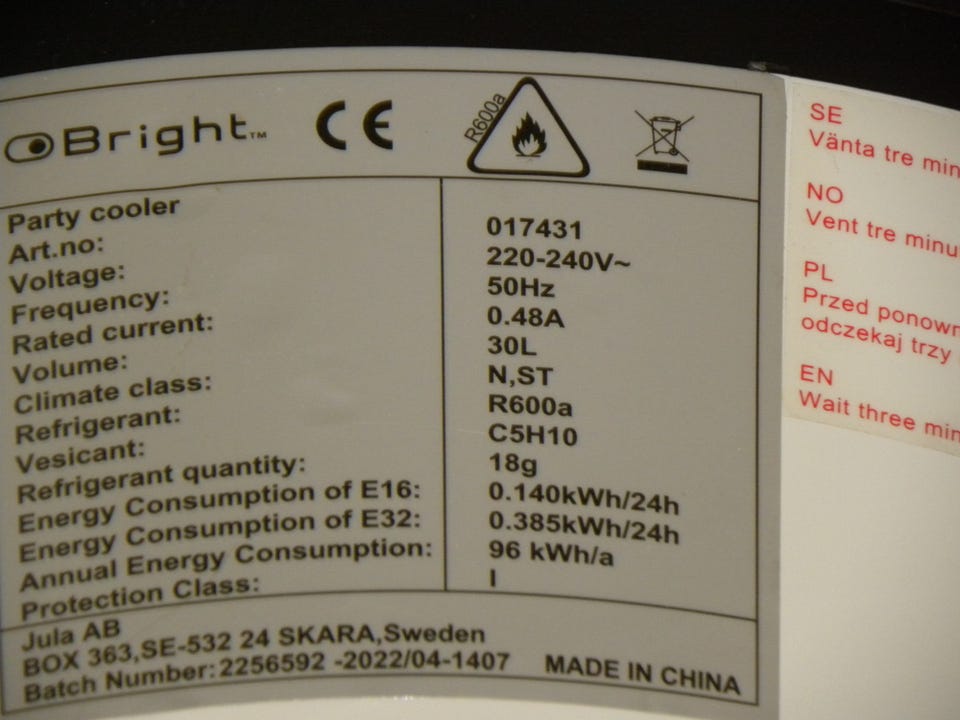 Bright™ CE R600a
Party cooler
Art.no: 017431
Voltage: 220-240V~
Frequency: 50Hz
Rated current: 0.48A
Volume: 30L
Climate class: N,ST
Refrigerant: R600a
Vesicant: C5H10
Refrigerant quantity: 18g
Energy Consumption of E16: 0.140kWh/24h
Energy Consumption of E32: 0.385kWh/24h
Annual Energy Consumption: 96 kWh/a
Protection Class: I
Jula AB
BOX 363,SE-532 24 SKARA,Sweden
Batch Number: 2256592 -2022/04-1407 MADE IN CHINA
SE
Vänta tre min
NO
Vent tre minu
PL
Przed ponown
odczekaj trzy
EN
Wait three min